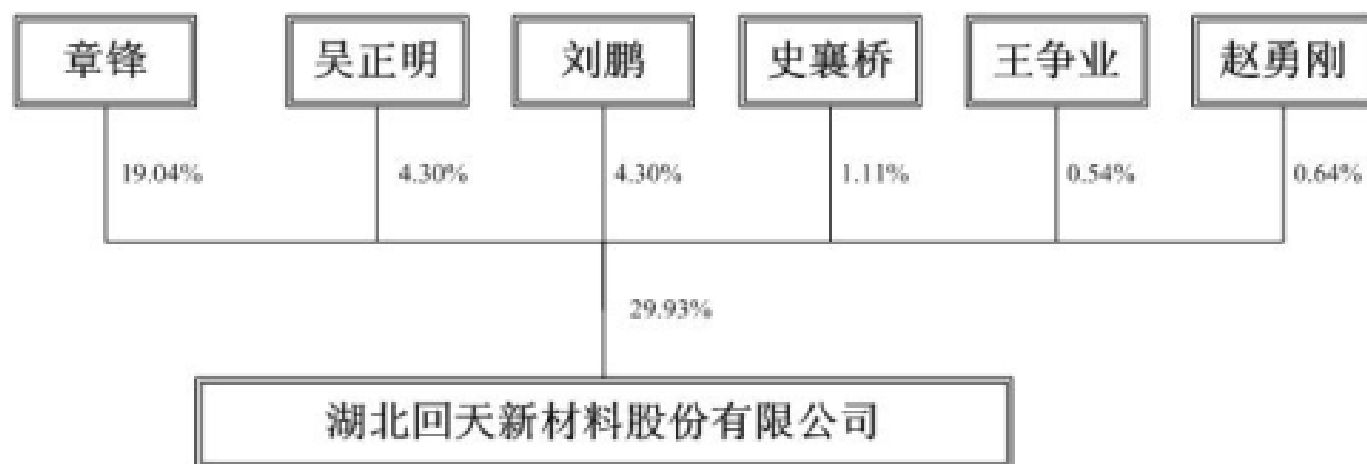 章锋 吴正明 刘鹏 史襄桥 王争业 赵勇刚
19.04% 4.30% 4.30% 1.11% 0.54% 0.64%
29.93%
湖北回天新材料股份有限公司